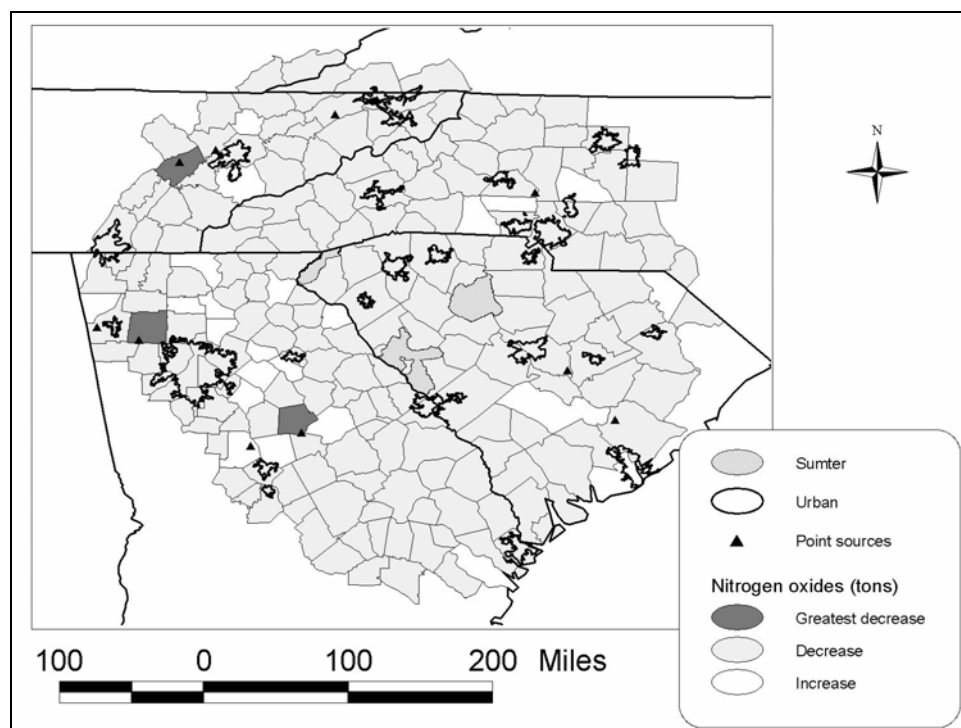 N
Sumter
Urban
Point sources
Nitrogen oxides (tons)
Greatest decrease
Decrease
Increase
100 0 100 200 Miles